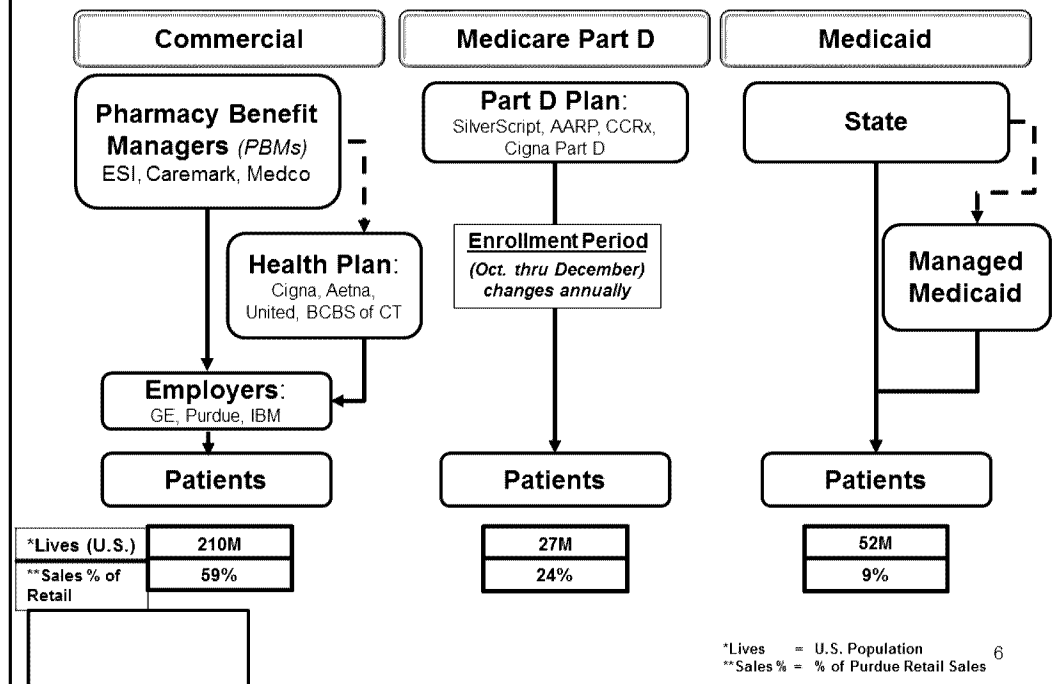 Commercial
Medicare Part D
Medicaid
Pharmacy Benefit
Managers (PBMs)
ESI, Caremark, Medco
Part D Plan:
SilverScript, AARP, CCRx,
Cigna Part D
State
Health Plan:
Cigna, Aetna,
United, BCBS of CT
Enrollment Period
(Oct. thru December)
changes annually
Managed
Medicaid
Employers:
GE, Purdue, IBM
Patients
Patients
Patients
*Lives (U.S.)
210M
27M
52M
**Sales % of
Retail
59%
24%
9%
*Lives = U.S. Population
**Sales % = % of Purdue Retail Sales
6